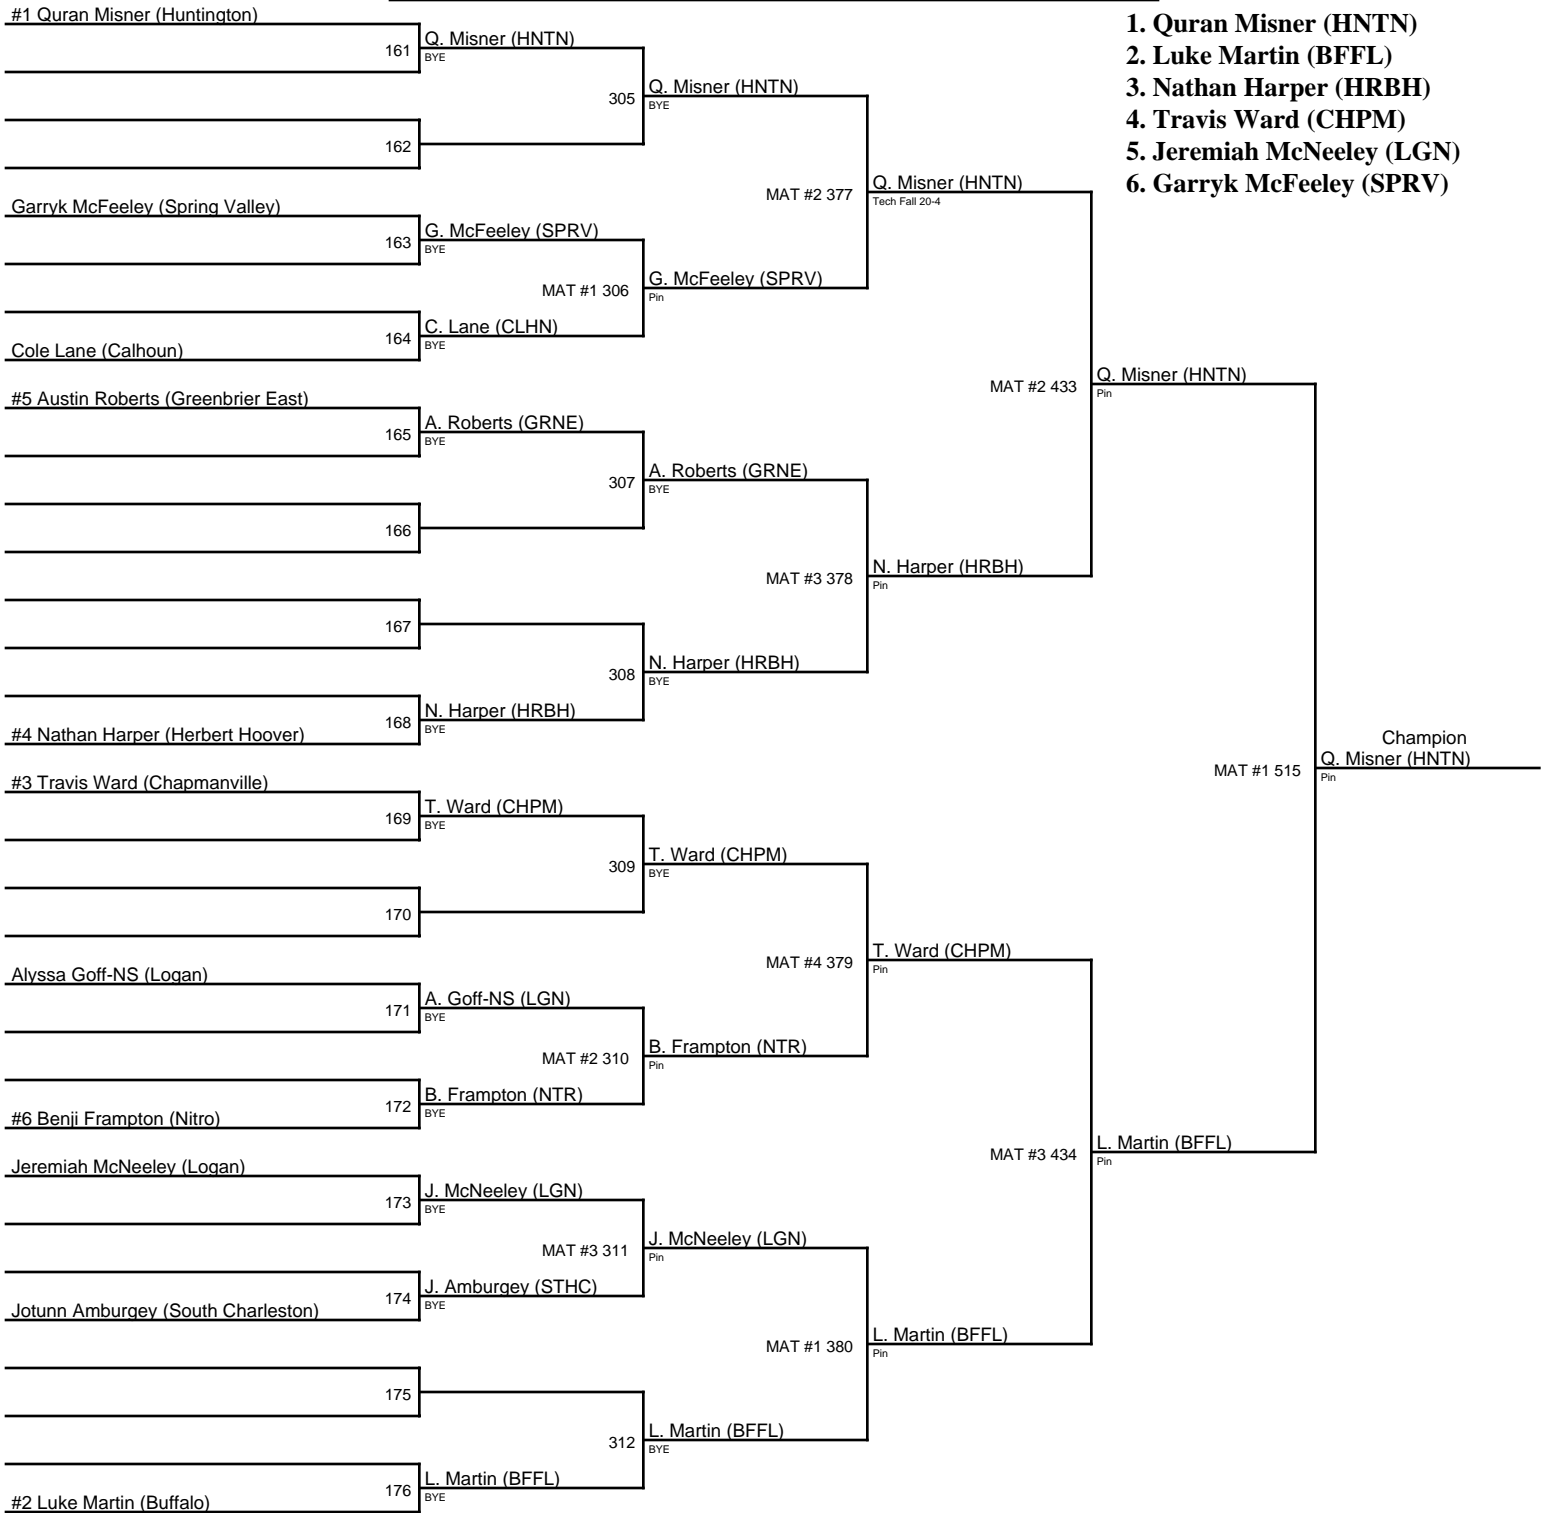 #1 Quran Misner (Huntington)
161
Q. Misner (HNTN)
BYE
305
Q. Misner (HNTN)
BYE
162
MAT #2 377
Q. Misner (HNTN)
Tech Fall 20-4
Garryk McFeeley (Spring Valley)
163
G. McFeeley (SPRV)
BYE
MAT #1 306
G. McFeeley (SPRV)
Pin
164
C. Lane (CLHN)
BYE
Cole Lane (Calhoun)
MAT #2 433
Q. Misner (HNTN)
Pin
#5 Austin Roberts (Greenbrier East)
165
A. Roberts (GRNE)
BYE
307
A. Roberts (GRNE)
BYE
166
MAT #3 378
N. Harper (HRBH)
Pin
167
308
N. Harper (HRBH)
BYE
168
N. Harper (HRBH)
BYE
#4 Nathan Harper (Herbert Hoover)
MAT #1 515
Champion
Q. Misner (HNTN)
Pin
#3 Travis Ward (Chapmanville)
169
T. Ward (CHPM)
BYE
309
T. Ward (CHPM)
BYE
170
MAT #4 379
T. Ward (CHPM)
Pin
Alyssa Goff-NS (Logan)
171
A. Goff-NS (LGN)
BYE
MAT #2 310
B. Frampton (NTR)
Pin
172
B. Frampton (NTR)
BYE
#6 Benji Frampton (Nitro)
MAT #3 434
L. Martin (BFFL)
Pin
Jeremiah McNeeley (Logan)
173
J. McNeeley (LGN)
BYE
MAT #3 311
J. McNeeley (LGN)
Pin
174
J. Amburgey (STHC)
BYE
Jotunn Amburgey (South Charleston)
MAT #1 380
L. Martin (BFFL)
Pin
175
312
L. Martin (BFFL)
BYE
176
L. Martin (BFFL)
BYE
#2 Luke Martin (Buffalo)
1. Quran Misner (HNTN)
2. Luke Martin (BFFL)
3. Nathan Harper (HRBH)
4. Travis Ward (CHPM)
5. Jeremiah McNeeley (LGN)
6. Garryk McFeeley (SPRV)